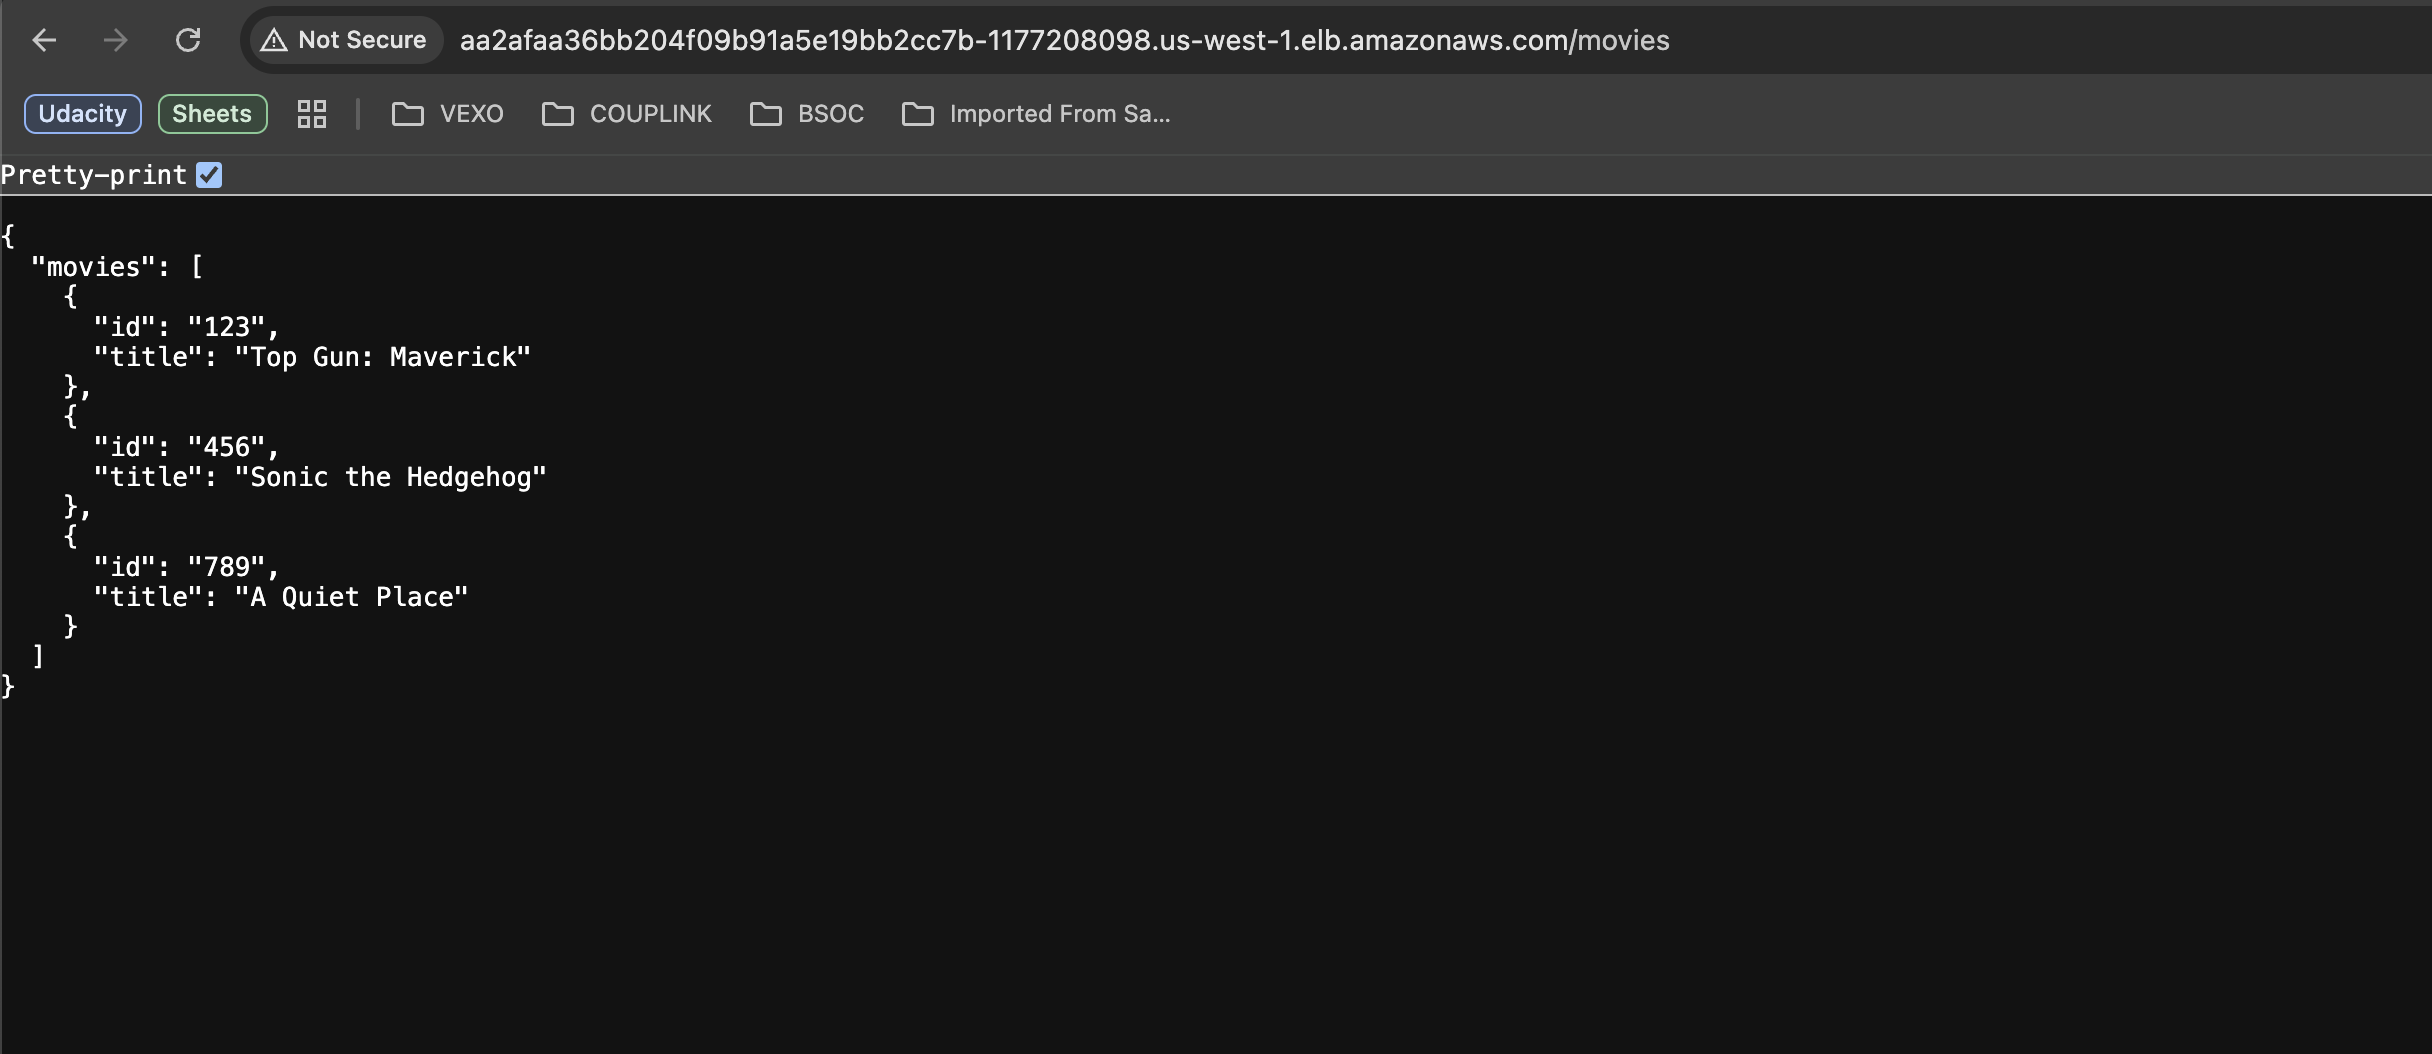 Not Secure aa2afaa36bb204f09b91a5e19bb2cc7b-1177208098.us-west-1.elb.amazonaws.com/movies
Udacity Sheets VEXO COUPLINK BSOC Imported From Sa...
Pretty-print
{
  "movies": [
    {
      "id": "123",
      "title": "Top Gun: Maverick"
    },
    {
      "id": "456",
      "title": "Sonic the Hedgehog"
    },
    {
      "id": "789",
      "title": "A Quiet Place"
    }
  ]
}